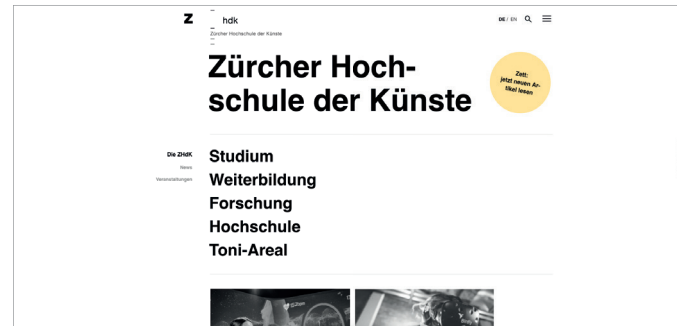 Z
hdk
Zürcher Hochschule der Künste
DE / EN
Zürcher Hoch-
schule der Künste
Zett:
jetzt neuen Ar-
tikel lesen
Die ZHdK
News
Veranstaltungen
Studium
Weiterbildung
Forschung
Hochschule
Toni-Areal